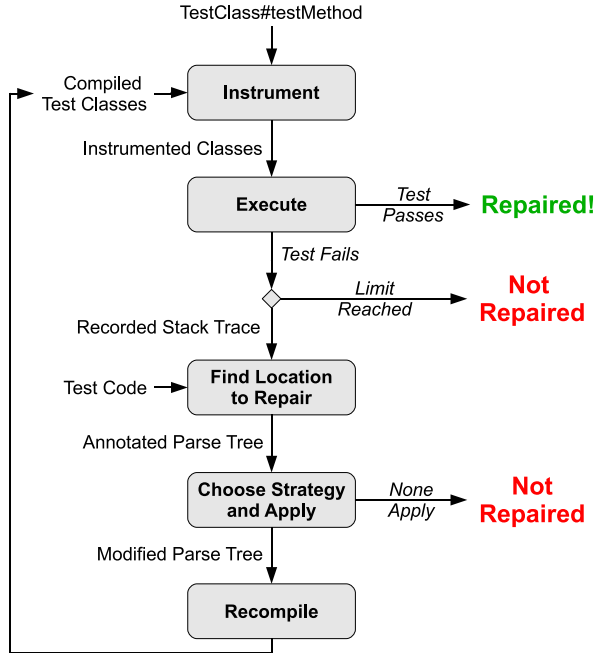 TestClass#testMethod
Compiled
Test Classes
Instrument
Instrumented Classes
Execute
Test
Passes
Repaired!
Test Fails
Limit
Reached
Not
Repaired
Recorded Stack Trace
Test Code
Find Location
to Repair
Annotated Parse Tree
Choose Strategy
and Apply
None
Apply
Not
Repaired
Modified Parse Tree
Recompile